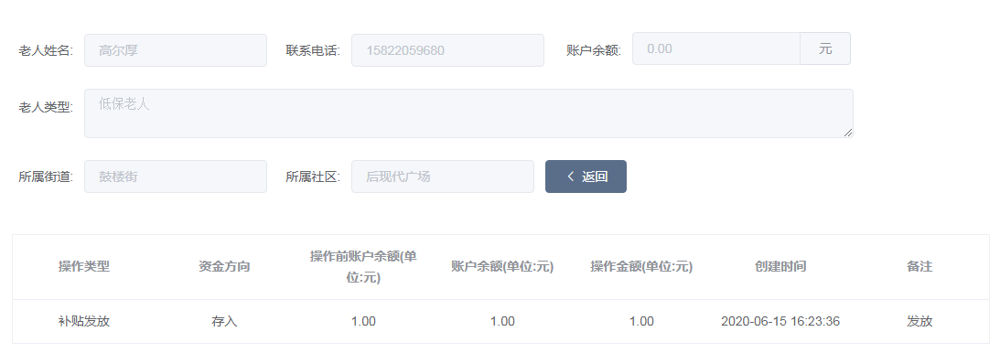 老人姓名: 高尔厚 联系电话: 15822059680 账户余额: 0.00 元
老人类型: 低保老人
所属街道: 鼓楼街 所属社区: 后现代广场 返回
操作类型 资金方向 操作前账户余额(单位:元) 账户余额(单位:元) 操作金额(单位:元) 创建时间 备注
补贴发放 存入 1.00 1.00 1.00 2020-06-15 16:23:36 发放